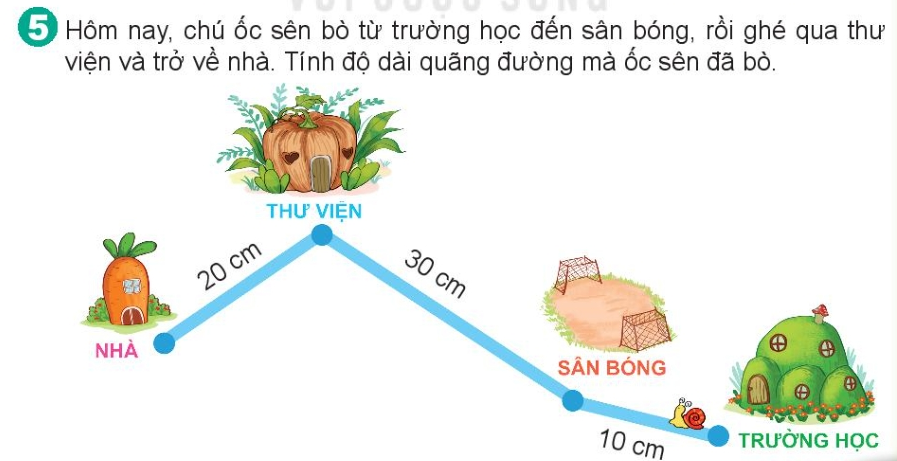 5 Hôm nay, chú ốc sên bò từ trường học đến sân bóng, rồi ghé qua thư
viện và trở về nhà. Tính độ dài quãng đường mà ốc sên đã bò.
THƯ VIỆN
20 cm
30 cm
NHÀ
SÂN BÓNG
10 cm
TRƯỜNG HỌC